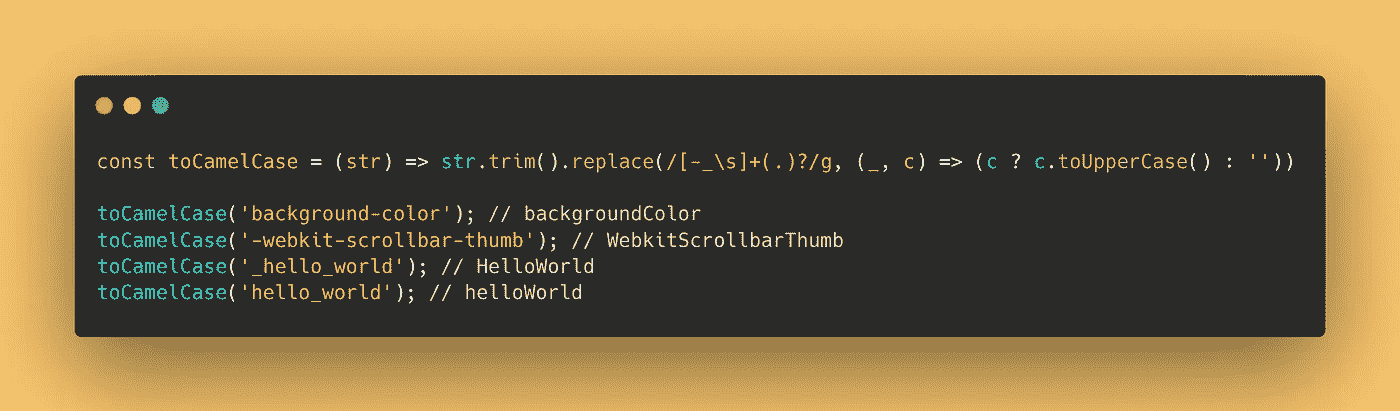 const toCamelCase = (str) => str.trim().replace(/[-_\s]+(.)?/g, (_, c) => (c ? c.toUpperCase() : ''))
toCamelCase('background-color'); // backgroundColor
toCamelCase('-webkit-scrollbar-thumb'); // WebkitScrollbarThumb
toCamelCase('_hello_world'); // HelloWorld
toCamelCase('hello_world'); // helloWorld